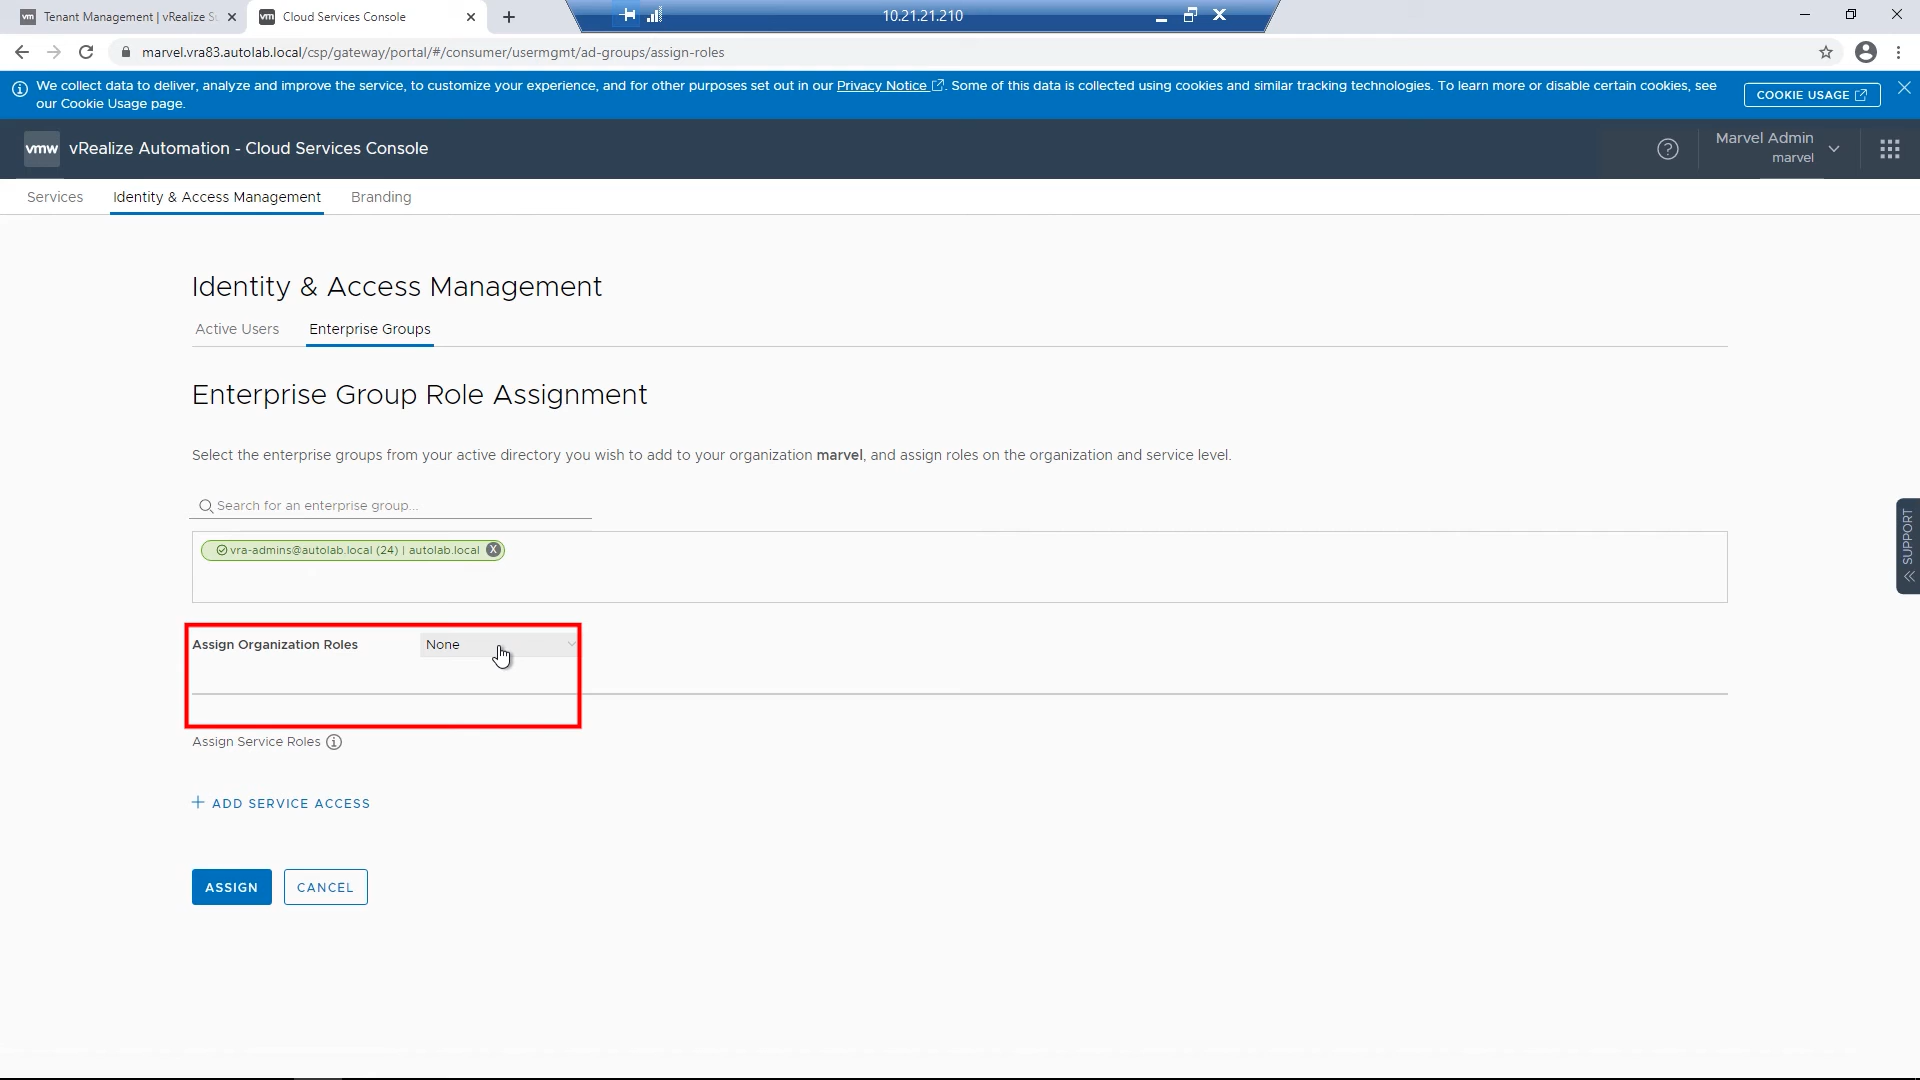 vm Tenant Management | vRealize Su
vm Cloud Services Console
10.21.21.210
marvel.vra83.autolab.local/csp/gateway/portal/#/consumer/usermgmt/ad-groups/assign-roles
We collect data to deliver, analyze and improve the service, to customize your experience, and for other purposes set out in our Privacy Notice. Some of this data is collected using cookies and similar tracking technologies. To learn more or disable certain cookies, see
our Cookie Usage page.
COOKIE USAGE
vmw vRealize Automation - Cloud Services Console
Marvel Admin
marvel
Services Identity & Access Management Branding
Identity & Access Management
Active Users Enterprise Groups
Enterprise Group Role Assignment
Select the enterprise groups from your active directory you wish to add to your organization marvel, and assign roles on the organization and service level.
Search for an enterprise group...
vra-admins@autolab.local (24) | autolab.local X
SUPPORT
Assign Organization Roles None
Assign Service Roles
+ ADD SERVICE ACCESS
ASSIGN CANCEL